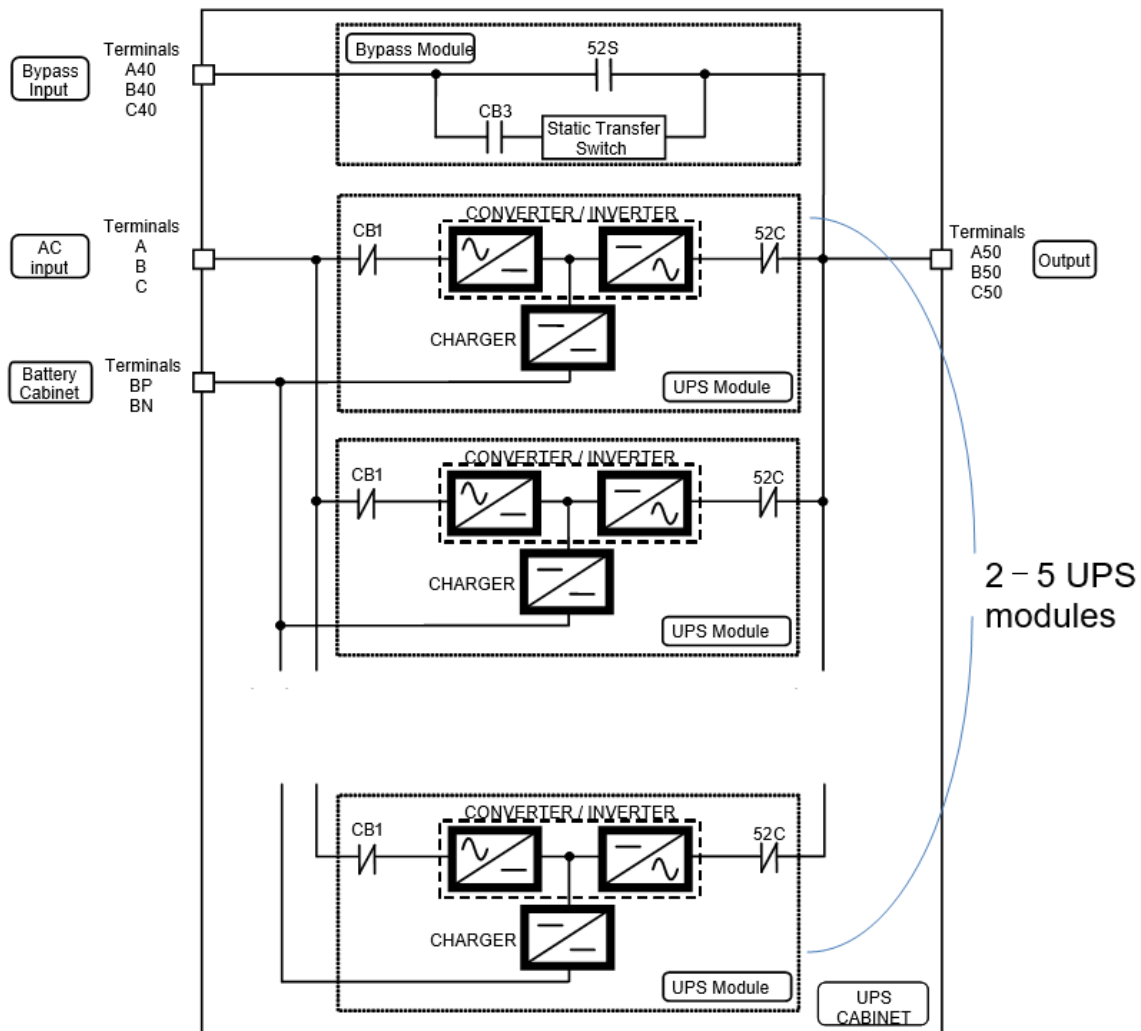 Bypass Module
52S
Terminals
A40
B40
C40
Bypass
Input
CB3
Static Transfer
Switch
CONVERTER / INVERTER
Terminals
A
B
C
AC
input
CB1
52C
Terminals
A50
B50
C50
Output
CHARGER
Battery
Cabinet
Terminals
BP
BN
UPS Module
CONVERTER / INVERTER
CB1
52C
CHARGER
UPS Module
2 – 5 UPS
modules
CONVERTER / INVERTER
CB1
52C
CHARGER
UPS Module
UPS
CABINET